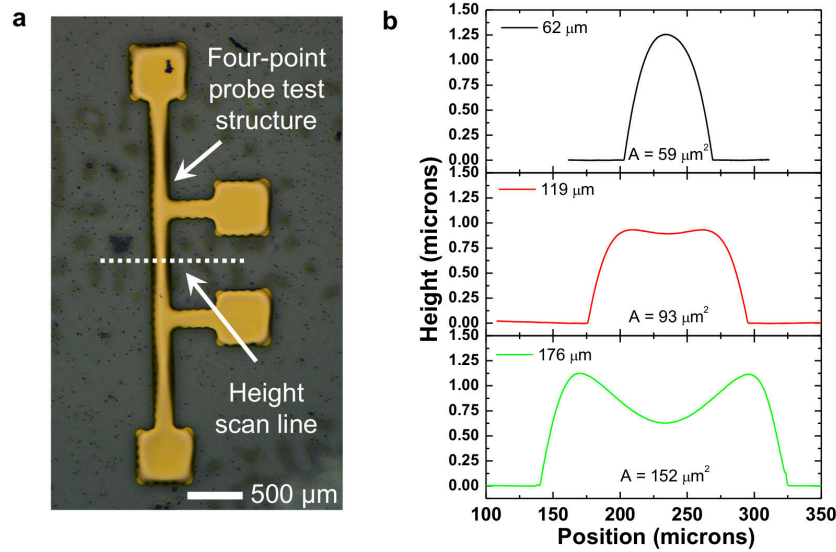 a
Four-point
probe test
structure
Height
scan line
500 μm
b
Height (microns)
1.50
1.25
1.00
0.75
0.50
0.25
0.00
62 μm
A = 59 μm²
1.50
1.25
1.00
0.75
0.50
0.25
0.00
119 μm
A = 93 μm²
1.50
1.25
1.00
0.75
0.50
0.25
0.00
176 μm
A = 152 μm²
100 150 200 250 300 350
Position (microns)